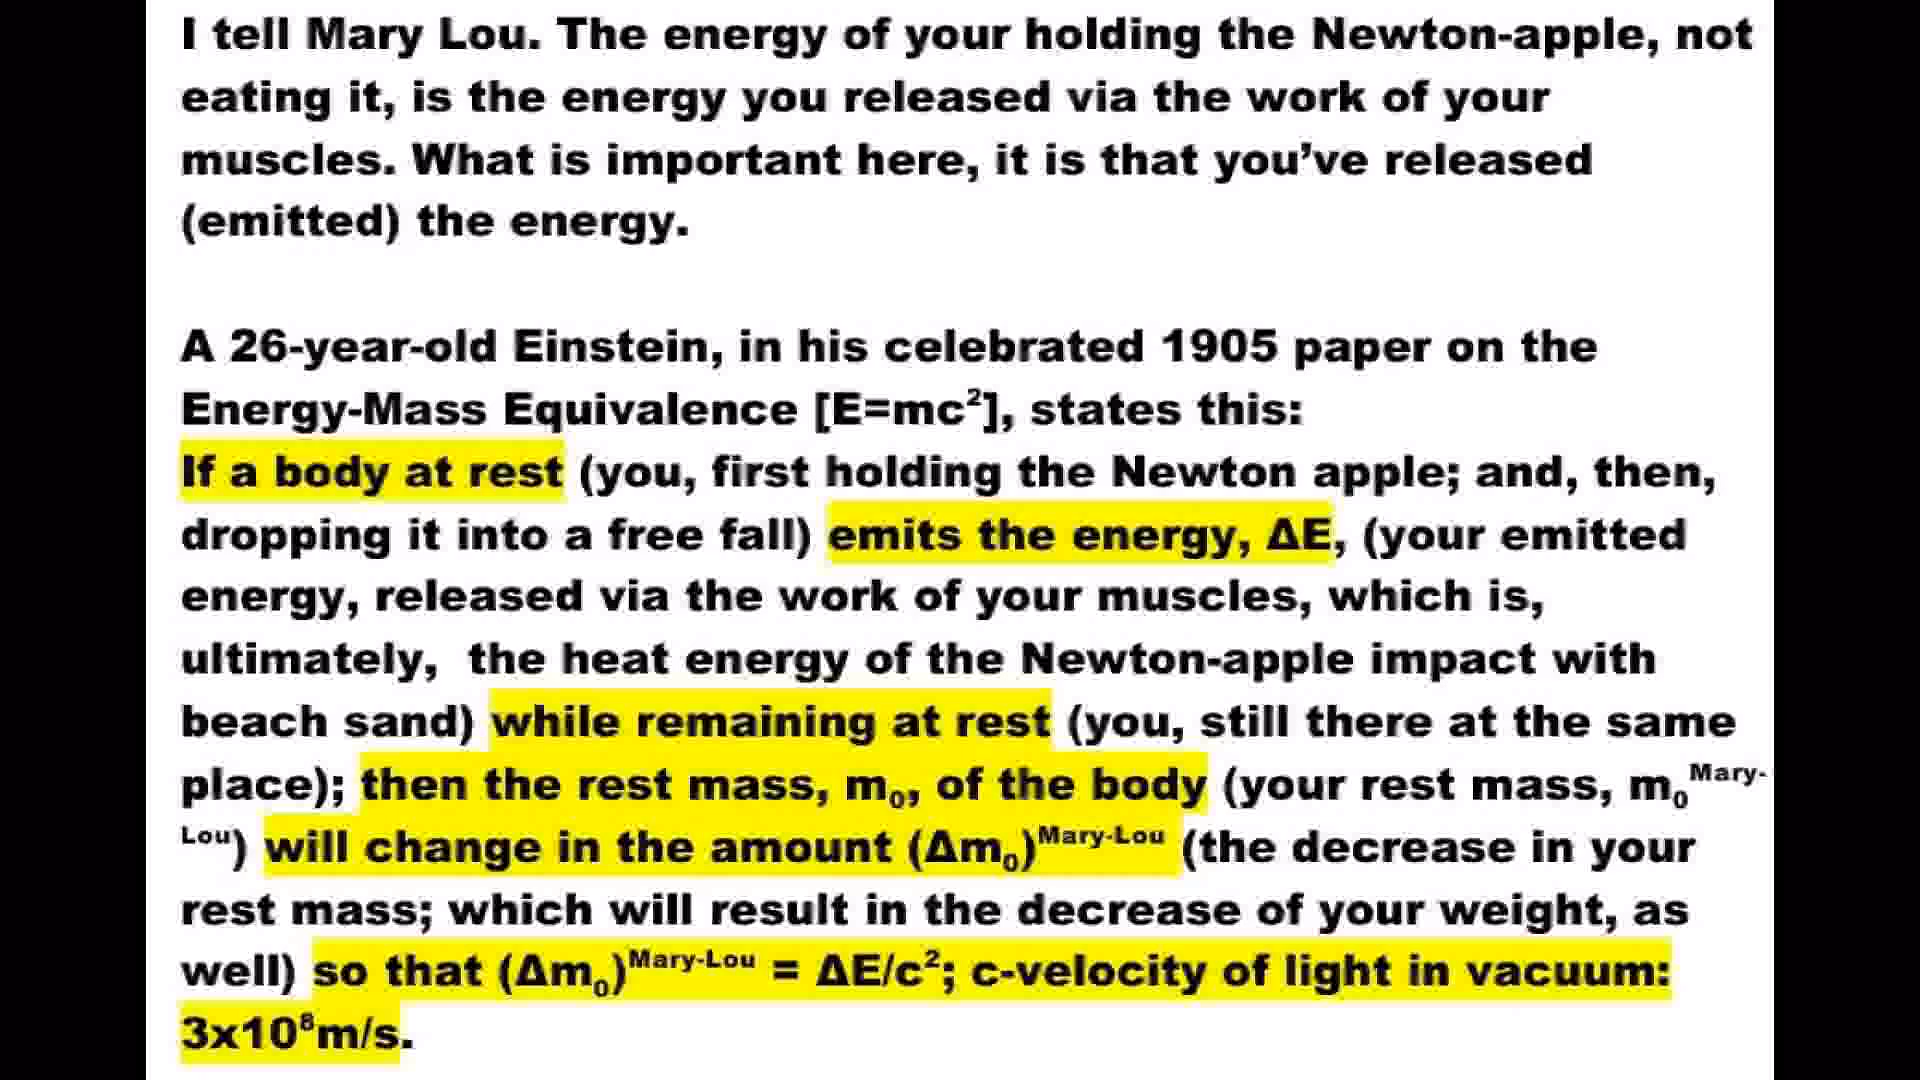 I tell Mary Lou. The energy of your holding the Newton-apple, not
eating it, is the energy you released via the work of your
muscles. What is important here, it is that you’ve released
(emitted) the energy.
A 26-year-old Einstein, in his celebrated 1905 paper on the
Energy-Mass Equivalence [E=mc²], states this:
If a body at rest (you, first holding the Newton apple; and, then,
dropping it into a free fall) emits the energy, ΔE, (your emitted
energy, released via the work of your muscles, which is,
ultimately,  the heat energy of the Newton-apple impact with
beach sand) while remaining at rest (you, still there at the same
place); then the rest mass, m₀, of the body (your rest mass, m₀ Mary-
Lou) will change in the amount (Δm₀)Mary-Lou (the decrease in your
rest mass; which will result in the decrease of your weight, as
well) so that (Δm₀)Mary-Lou = ΔE/c²; c-velocity of light in vacuum:
3x10⁸m/s.